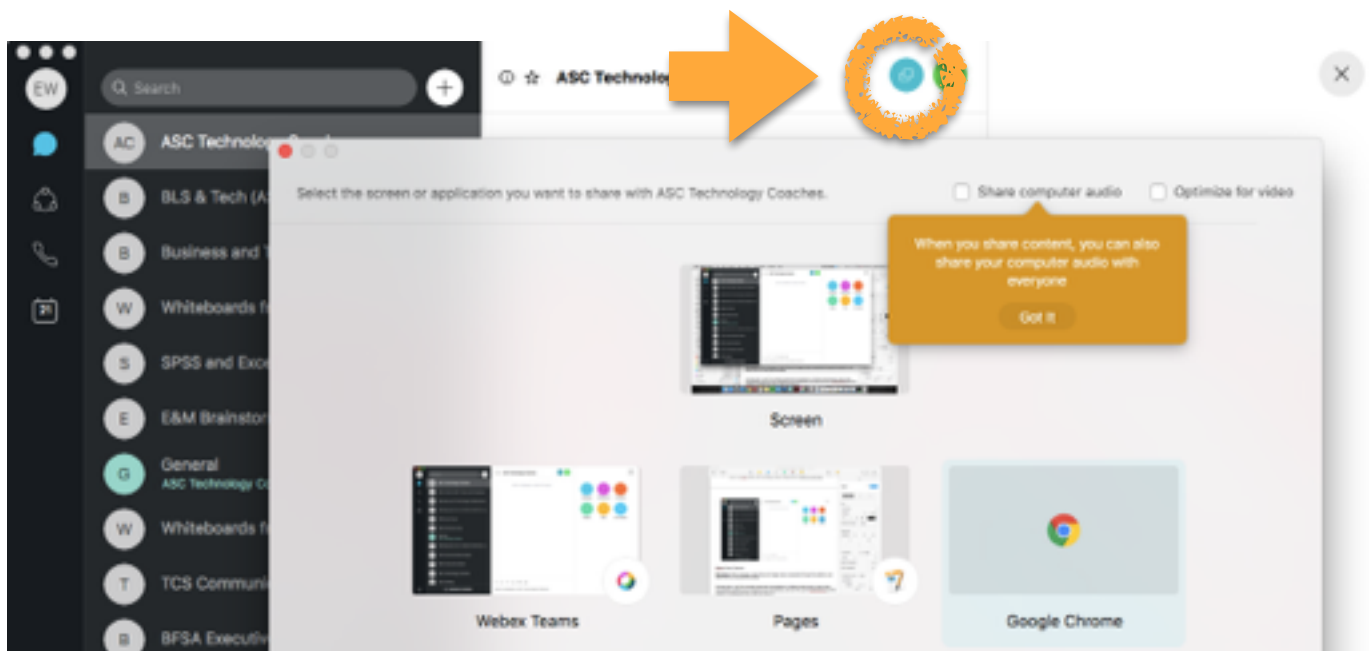 EW
Search
+
ASC Technolo
AC
ASC Technology
B
BLS & Tech (A
B
Business and T
W
Whiteboards f
31
S
SPSS and Exce
E
E&M Brainstor
G
General
ASC Technology Co
W
Whiteboards f
T
TCS Communi
B
BFSA Executiv
Select the screen or application you want to share with ASC Technology Coaches.
Share computer audio
Optimize for video
When you share content, you can also
share your computer audio with
everyone
Got it
Screen
Webex Teams
Pages
Google Chrome